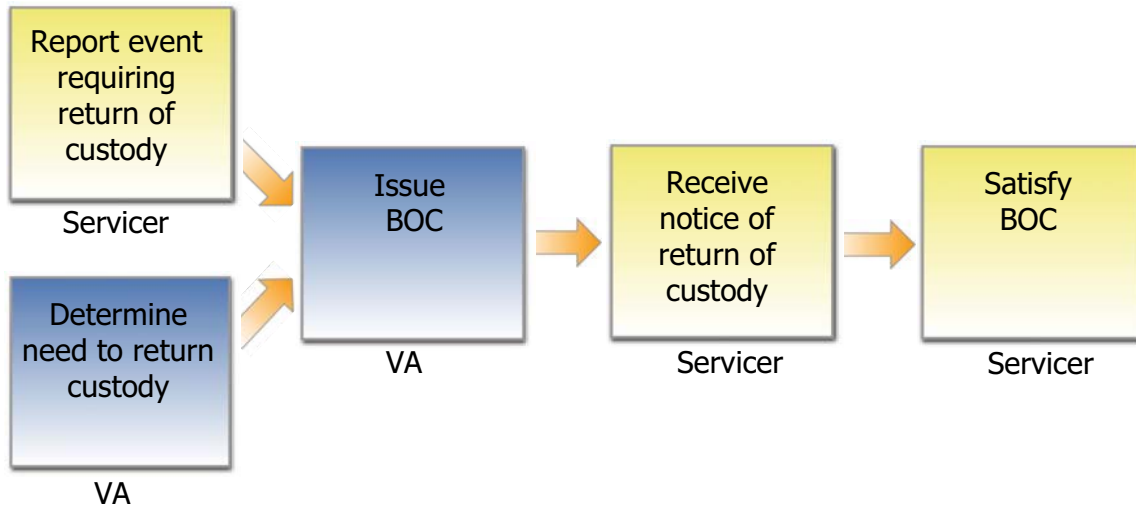 Report event
requiring
return of
custody
Servicer
Determine
need to return
custody
VA
Issue
BOC
VA
Receive
notice of
return of
custody
Servicer
Satisfy
BOC
Servicer